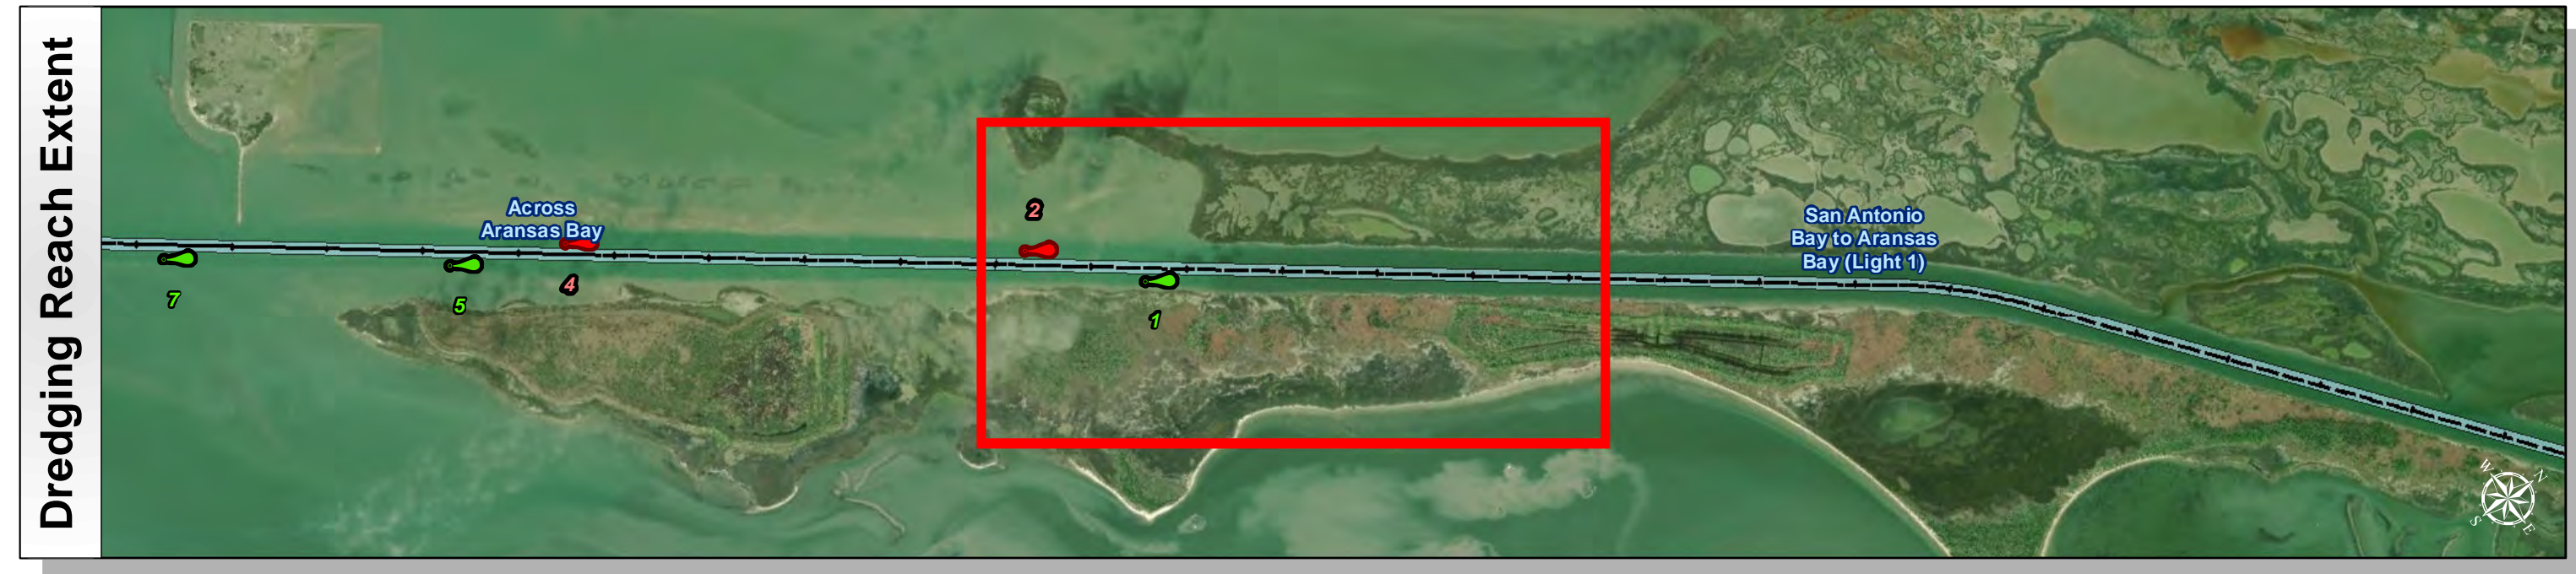 Dredging Reach Extent
Across
Aransas Bay
2
San Antonio
Bay to Aransas
Bay (Light 1)
7
5
4
1
W
N
S
E